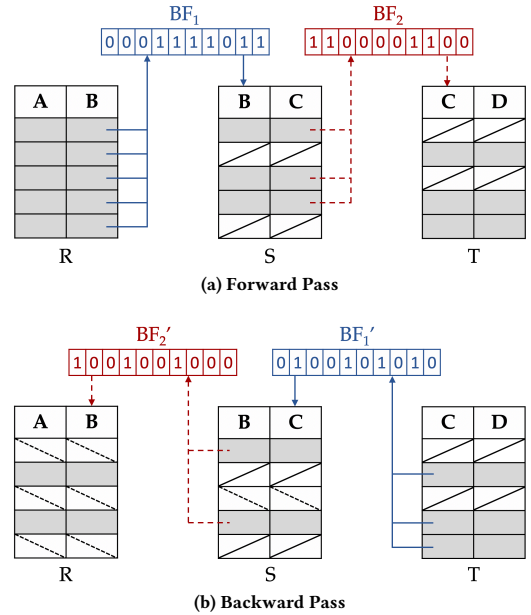 BF₁ BF₂
0 0 0 1 1 1 1 0 1 1 1 1 0 0 0 0 1 1 0 0
A B B C C D
R S T
(a) Forward Pass
BF₂′ BF₁′
1 0 0 1 0 0 1 0 0 0 0 1 0 0 1 0 1 0 1 0
A B B C C D
R S T
(b) Backward Pass